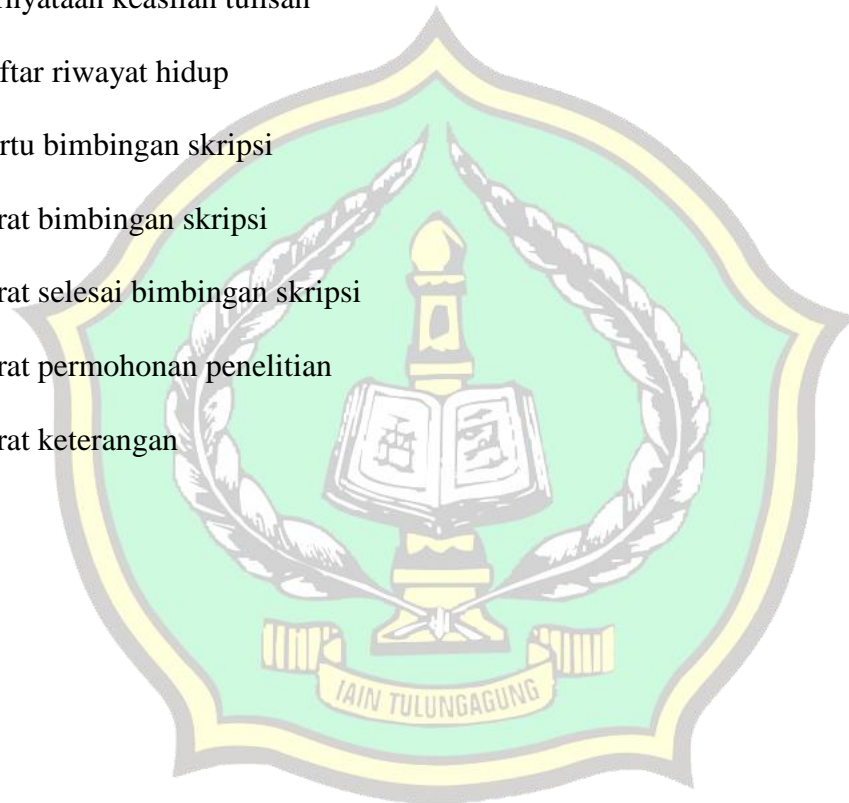 nyataan keaslian tulisan
ftar riwayat hidup
rtu bimbingan skripsi
rat bimbingan skripsi
rat selesai bimbingan skripsi
rat permohonan penelitian
rat keterangan
IAIN TULUNGAGUNG